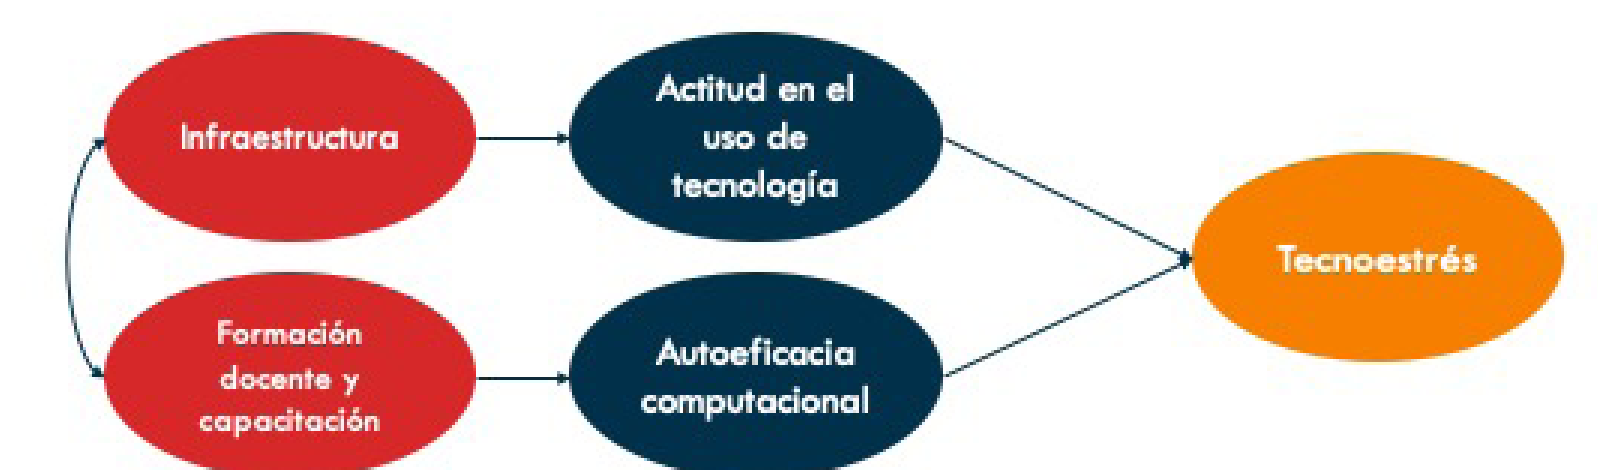 Infraestructura
Actitud en el
uso de
tecnología
Formación
docente y
capacitación
Autoeficacia
computacional
Tecnoestrés